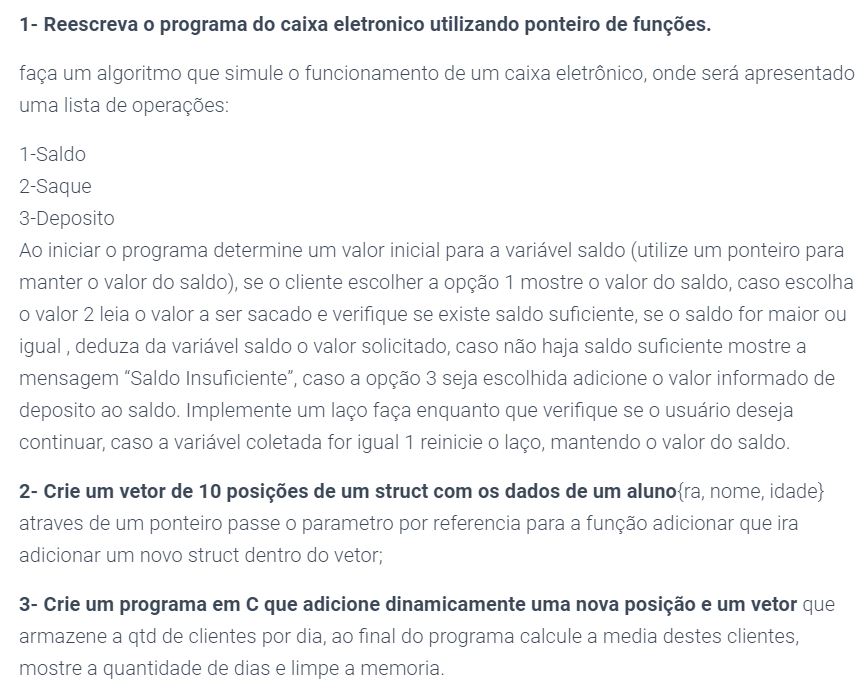 1- Reescreva o programa do caixa eletronico utilizando ponteiro de funções.
faça um algoritmo que simule o funcionamento de um caixa eletrônico, onde será apresentado
uma lista de operações:
1-Saldo
2-Saque
3-Deposito
Ao iniciar o programa determine um valor inicial para a variável saldo (utilize um ponteiro para
manter o valor do saldo), se o cliente escolher a opção 1 mostre o valor do saldo, caso escolha
o valor 2 leia o valor a ser sacado e verifique se existe saldo suficiente, se o saldo for maior ou
igual , deduza da variável saldo o valor solicitado, caso não haja saldo suficiente mostre a
mensagem “Saldo Insuficiente”, caso a opção 3 seja escolhida adicione o valor informado de
deposito ao saldo. Implemente um laço faça enquanto que verifique se o usuário deseja
continuar, caso a variável coletada for igual 1 reinicie o laço, mantendo o valor do saldo.
2- Crie um vetor de 10 posições de um struct com os dados de um aluno{ra, nome, idade}
atraves de um ponteiro passe o parametro por referencia para a função adicionar que ira
adicionar um novo struct dentro do vetor;
3- Crie um programa em C que adicione dinamicamente uma nova posição e um vetor que
armazene a qtd de clientes por dia, ao final do programa calcule a media destes clientes,
mostre a quantidade de dias e limpe a memoria.